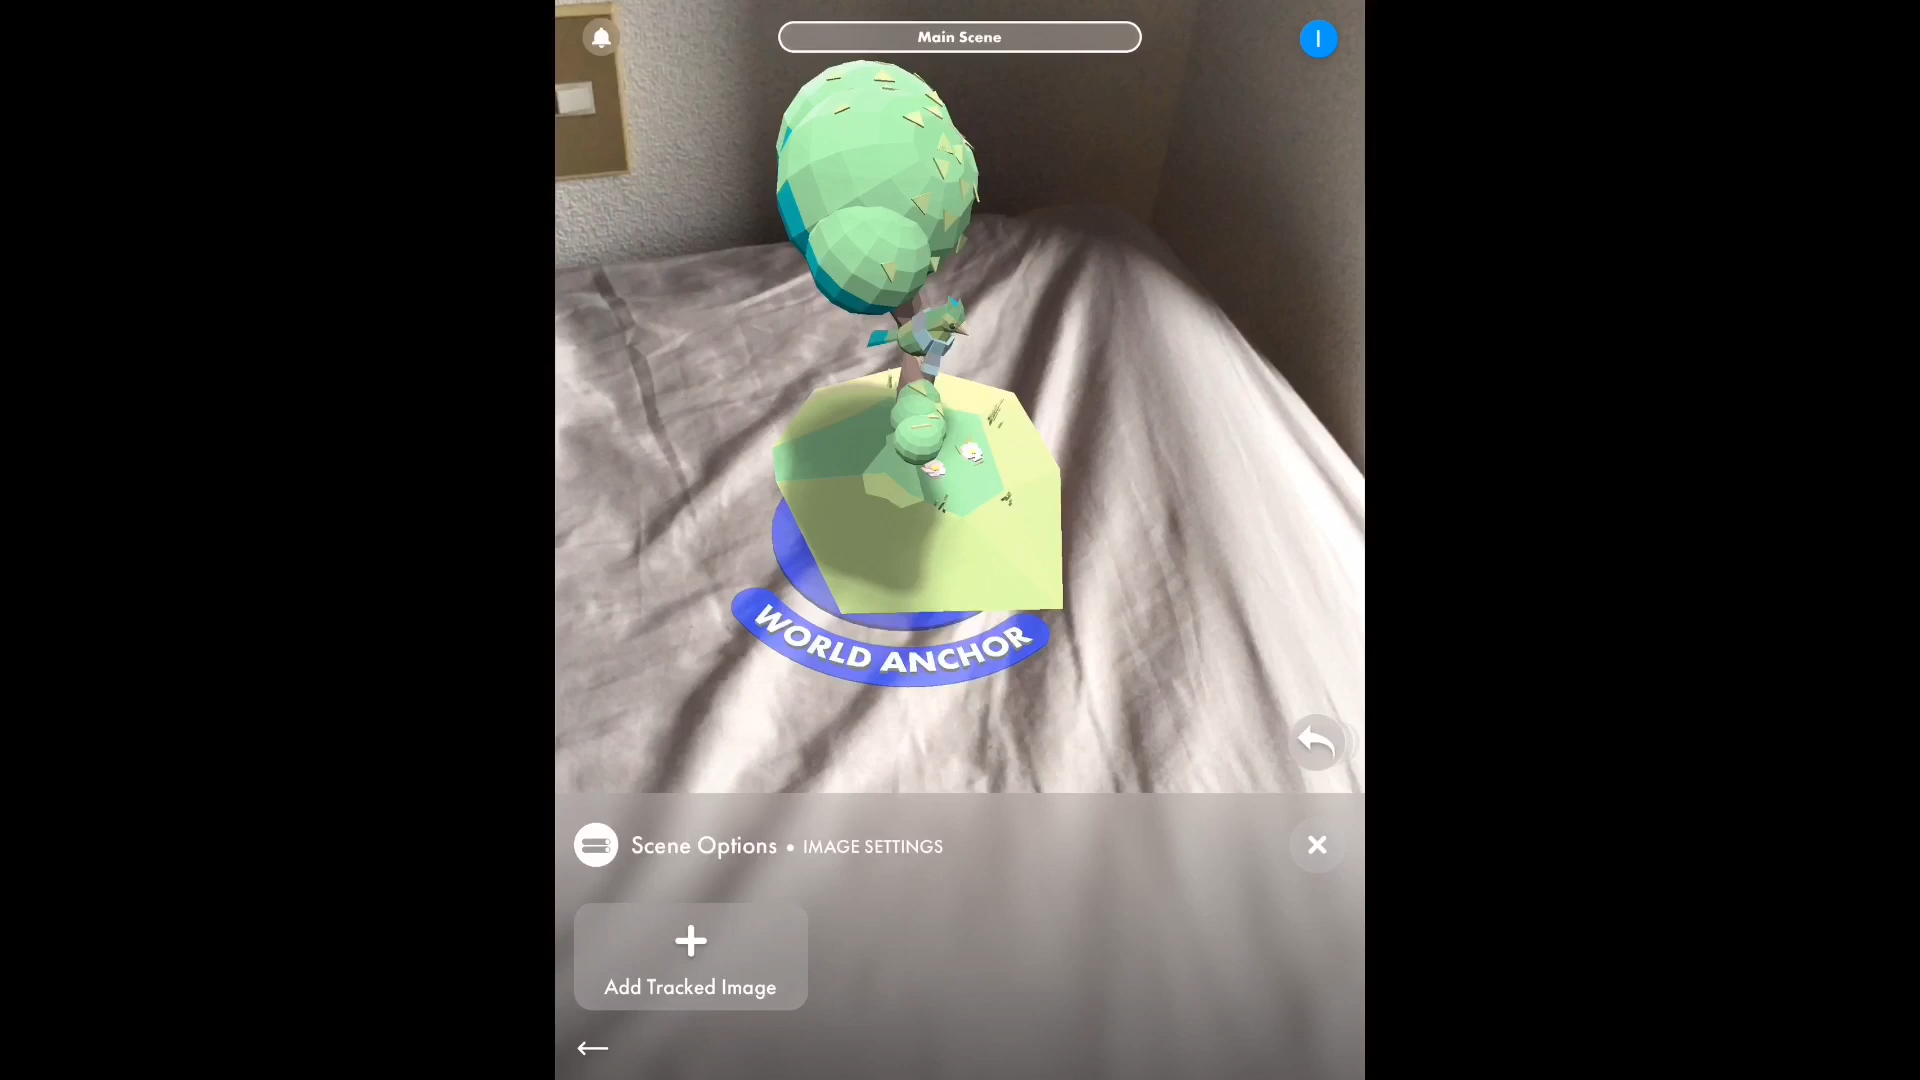 Main Scene
I
WORLD ANCHOR
Scene Options • IMAGE SETTINGS
Add Tracked Image